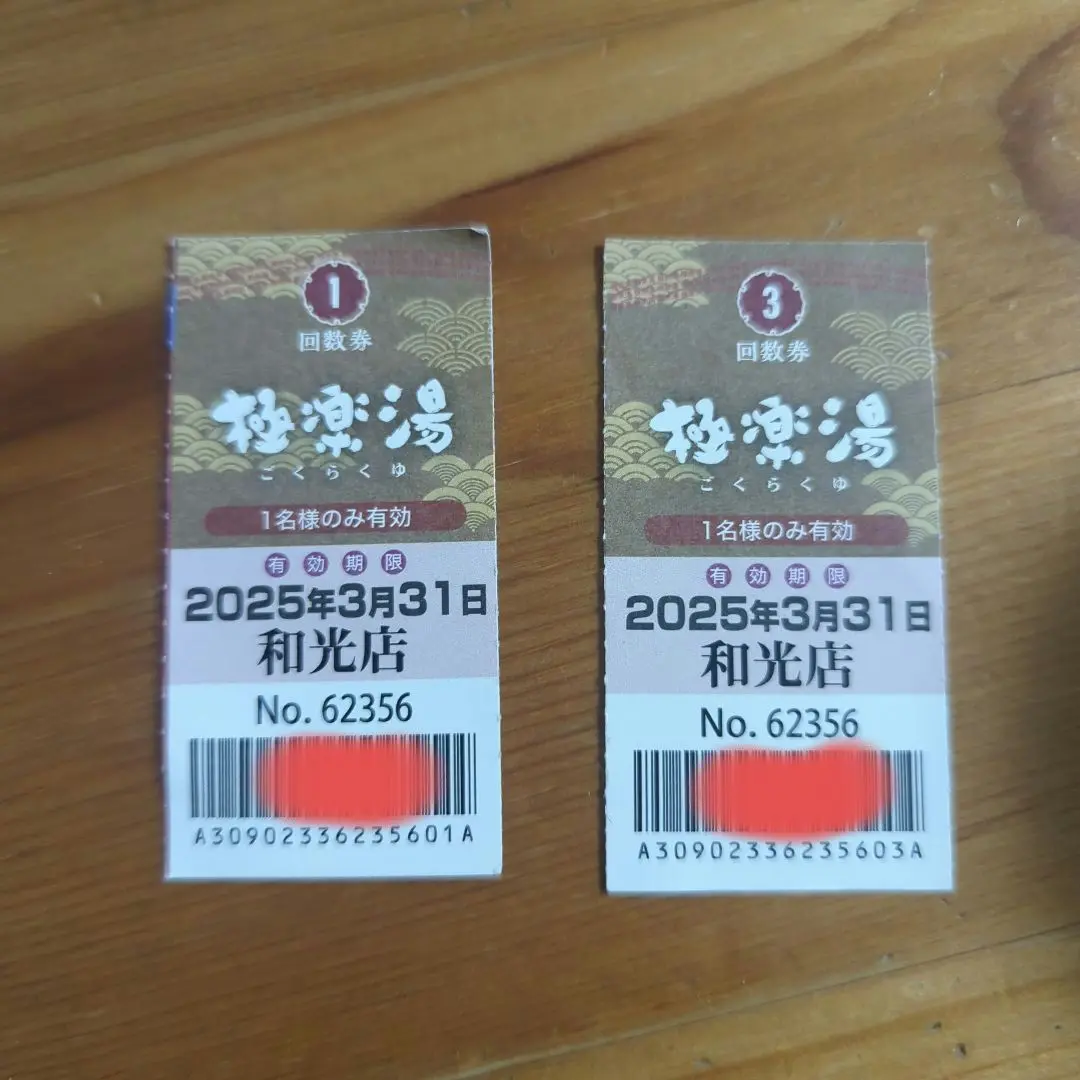 1
回数券
極楽湯
ごくらくゆ
1名様のみ有効
有効期限
2025年3月31日
和光店
No. 62356
A30902336235601A
3
回数券
極楽湯
ごくらくゆ
1名様のみ有効
有効期限
2025年3月31日
和光店
No. 62356
A30902336235603A